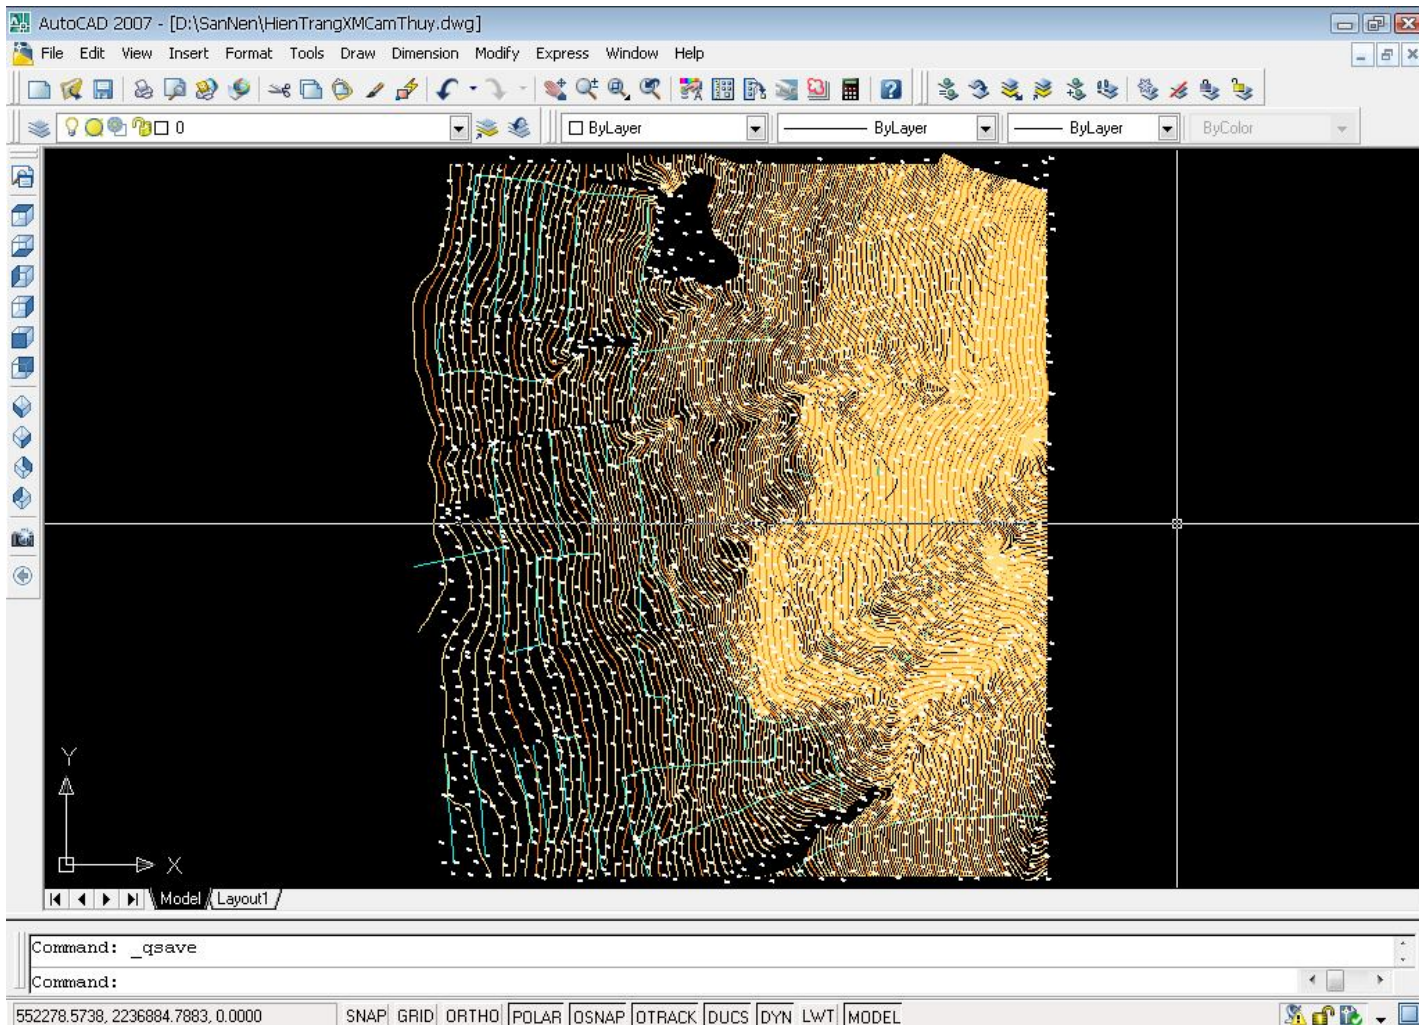 AutoCAD 2007 - [D:\SanNen\HienTrangXMCamThuy.dwg]
File Edit View Insert Format Tools Draw Dimension Modify Express Window Help
0 ByLayer ByLayer ByLayer ByColor
Y
X
Model Layout1
Command: _qsave
Command:
552278.5738, 2236884.7883, 0.0000 SNAP GRID ORTHO POLAR OSNAP OTRACK DUCS DYN LWT MODEL